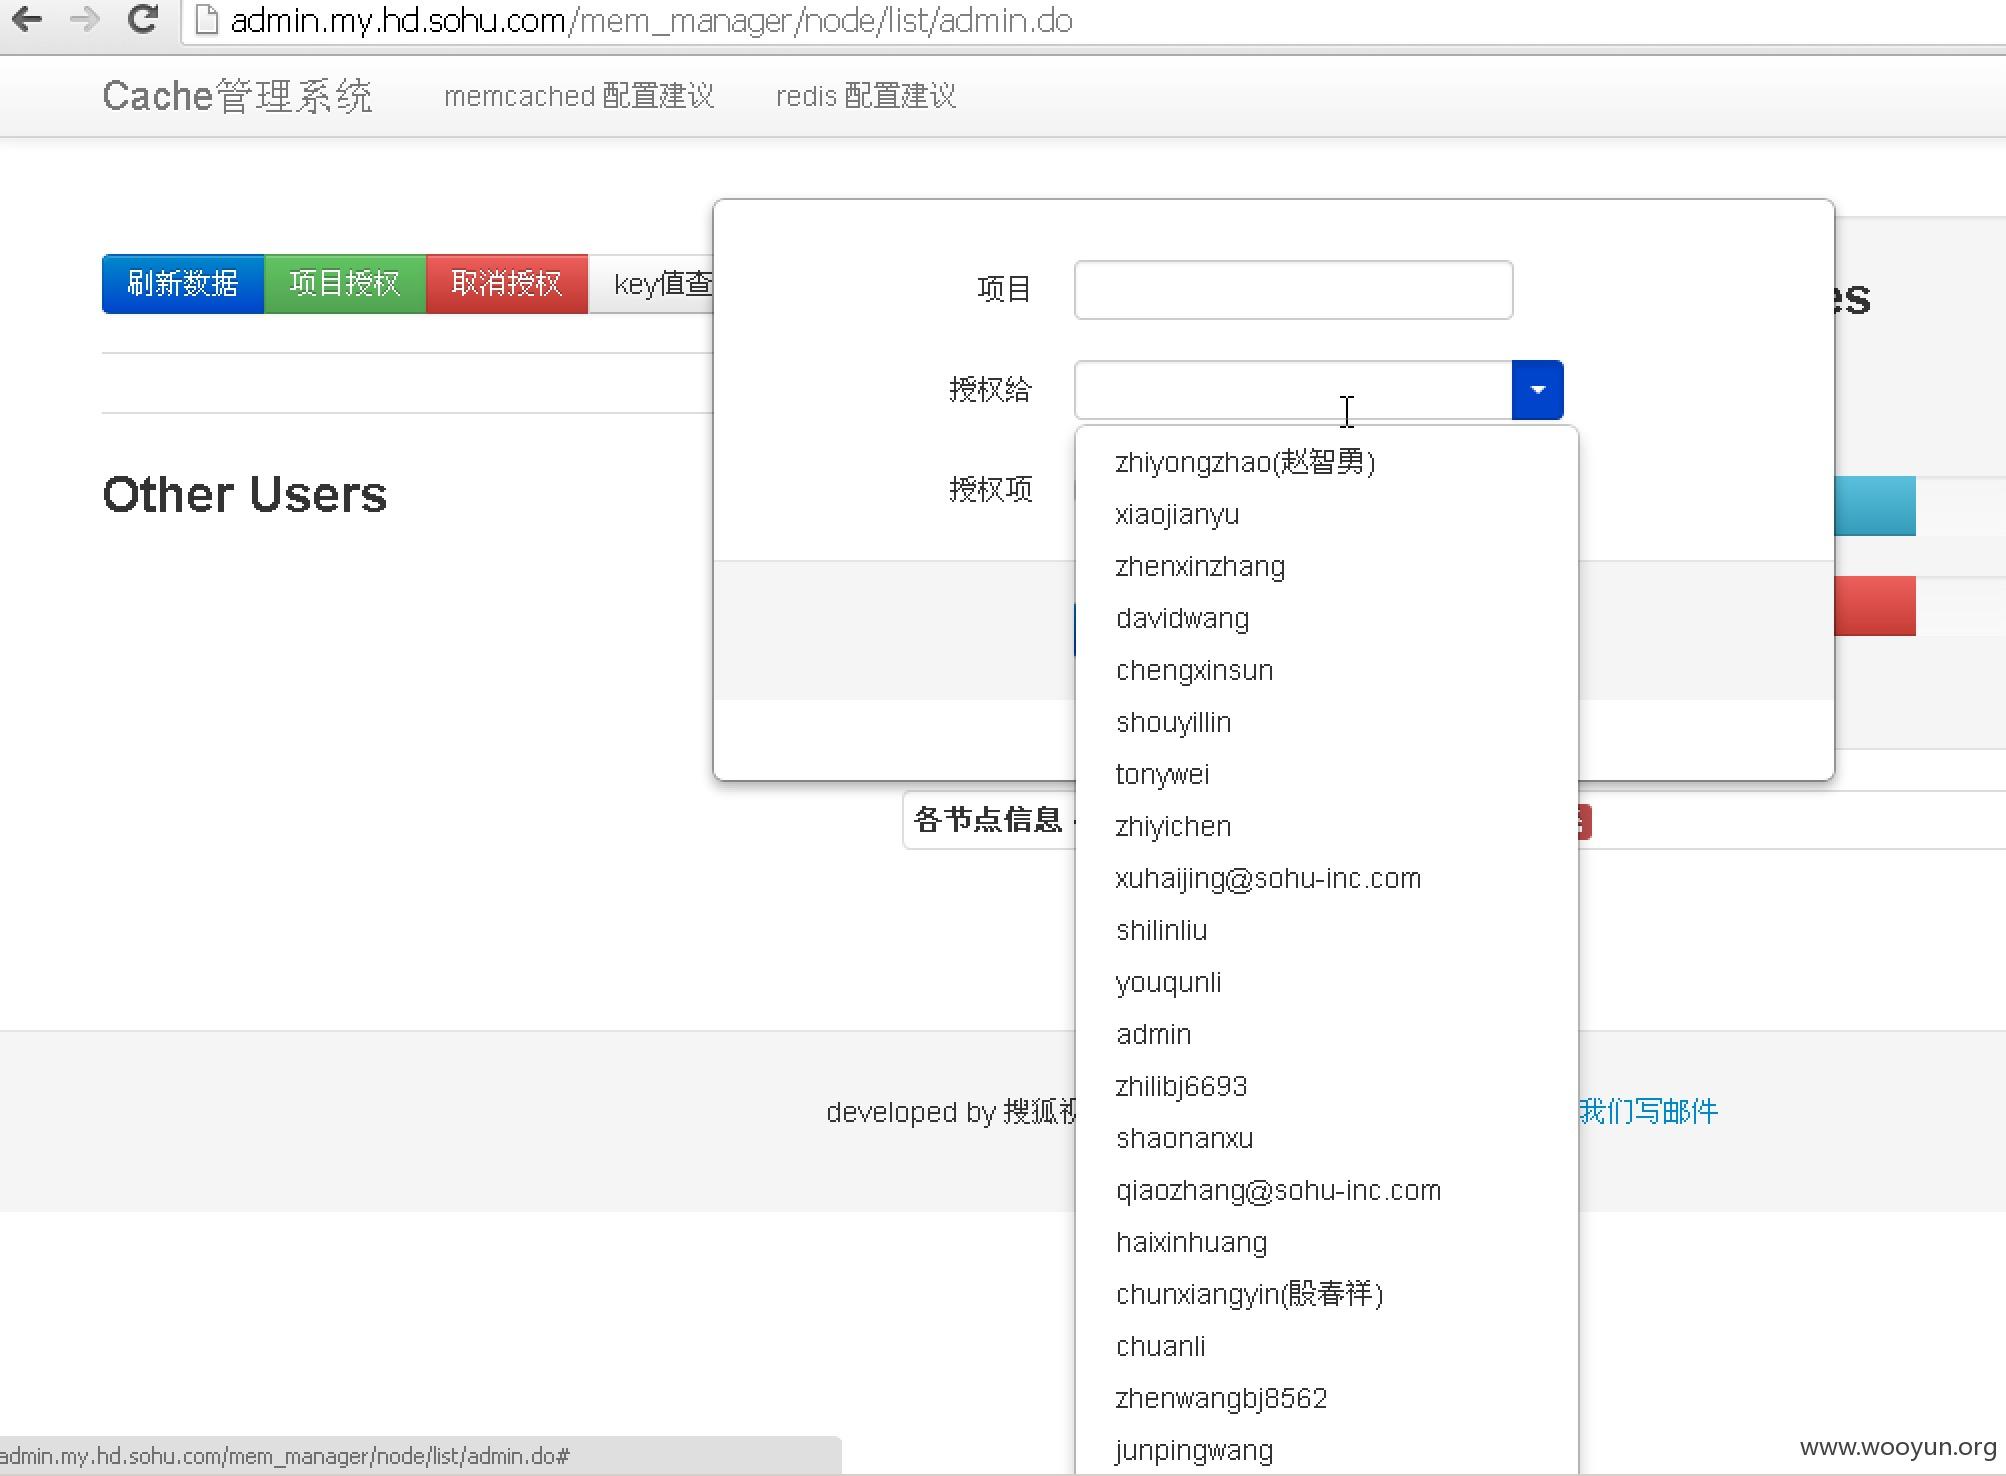 admin.my.hd.sohu.com/mem_manager/node/list/admin.do
Cache管理系统 memcached 配置建议 redis 配置建议
刷新数据 项目授权 取消授权 key值查
项目
es
授权给
Other Users
授权项
zhiyongzhao(赵智勇)
xiaojianyu
zhenxinzhang
davidwang
chengxinsun
shouyillin
tonywei
zhiyichen
xuhaijing@sohu-inc.com
shilinliu
youqunli
admin
zhilibj6693
shaonanxu
qiaozhang@sohu-inc.com
haixinhuang
chunxiangyin(殷春祥)
chuanli
zhenwangbj8562
junpingwang
各节点信息
developed by 搜狐视 我们写邮件
admin.my.hd.sohu.com/mem_manager/node/list/admin.do#
www.wooyun.org